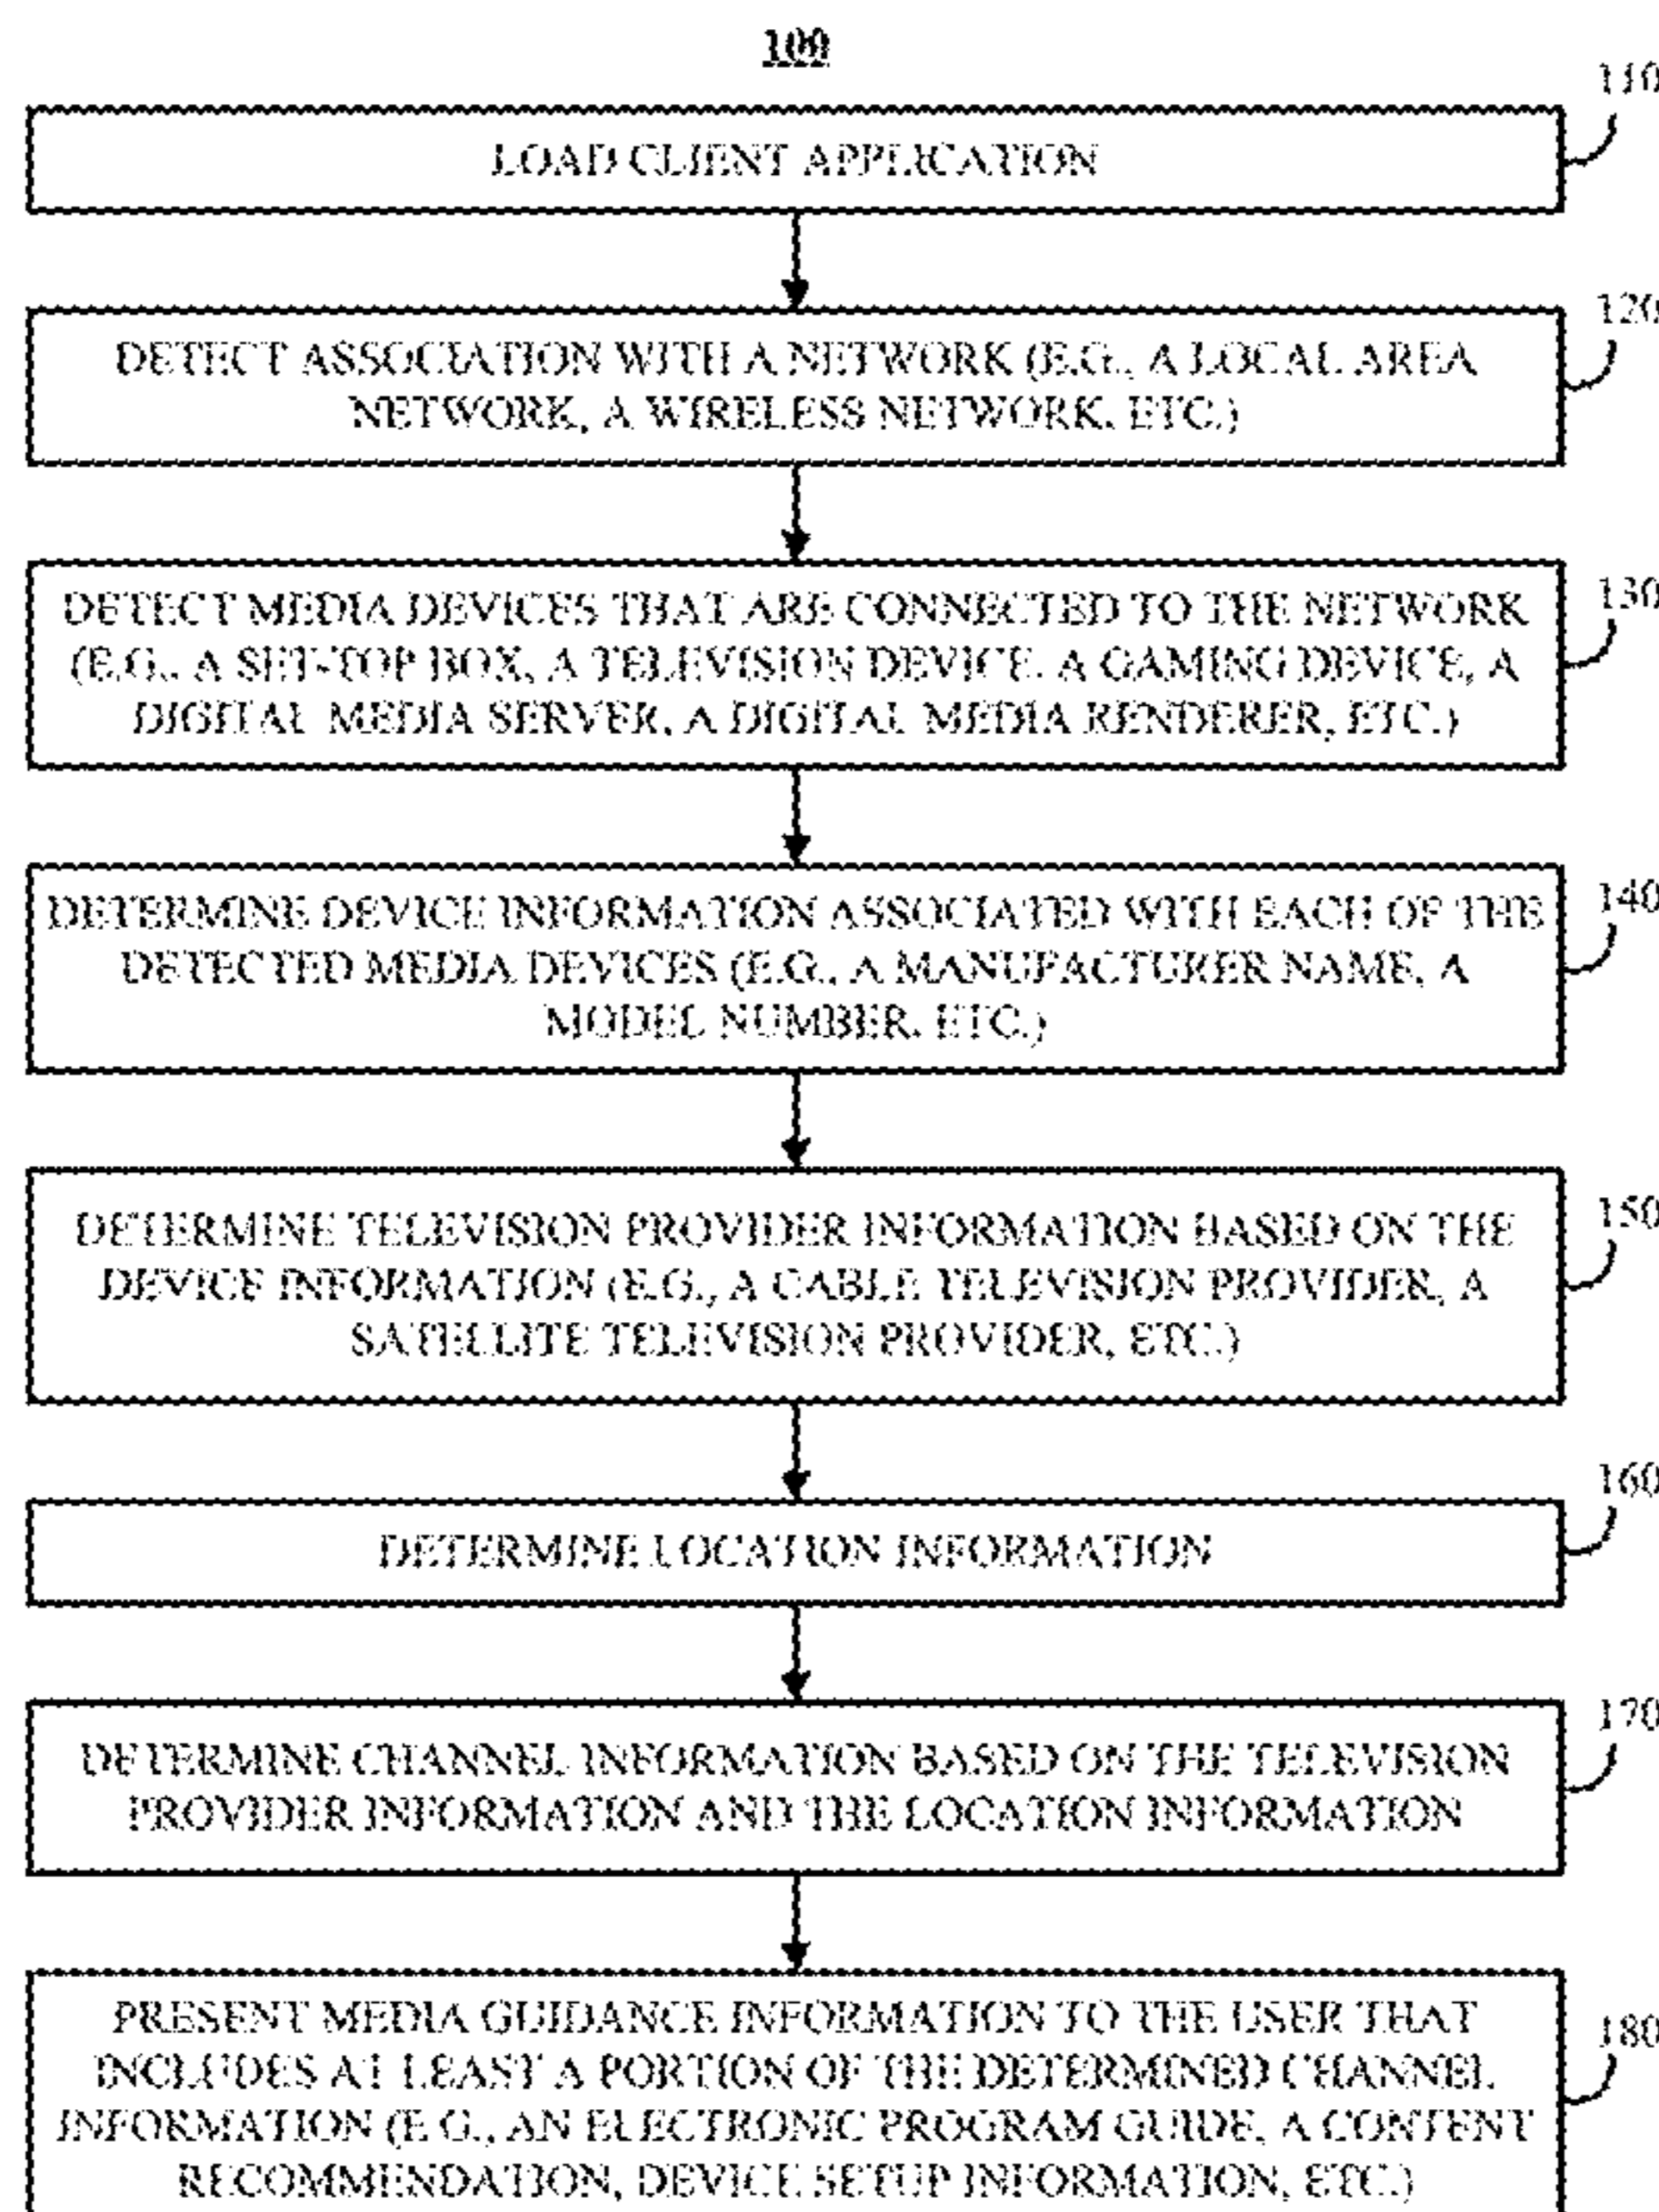 100
110
LOAD CLIENT APPLICATION
120
DETECT ASSOCIATION WITH A NETWORK (E.G., A LOCAL AREA
NETWORK, A WIRELESS NETWORK, ETC.)
130
DETECT MEDIA DEVICES THAT ARE CONNECTED TO THE NETWORK
(E.G., A SET-TOP BOX, A TELEVISION DEVICE, A GAMING DEVICE, A
DIGITAL MEDIA SERVER, A DIGITAL MEDIA RENDERER, ETC.)
140
DETERMINE DEVICE INFORMATION ASSOCIATED WITH EACH OF THE
DETECTED MEDIA DEVICES (E.G., A MANUFACTURER NAME, A
MODEL NUMBER, ETC.)
150
DETERMINE TELEVISION PROVIDER INFORMATION BASED ON THE
DEVICE INFORMATION (E.G., A CABLE TELEVISION PROVIDER, A
SATELLITE TELEVISION PROVIDER, ETC.)
160
DETERMINE LOCATION INFORMATION
170
DETERMINE CHANNEL INFORMATION BASED ON THE TELEVISION
PROVIDER INFORMATION AND THE LOCATION INFORMATION
180
PRESENT MEDIA GUIDANCE INFORMATION TO THE USER THAT
INCLUDES AT LEAST A PORTION OF THE DETERMINED CHANNEL
INFORMATION (E.G., AN ELECTRONIC PROGRAM GUIDE, A CONTENT
RECOMMENDATION, DEVICE SETUP INFORMATION, ETC.)